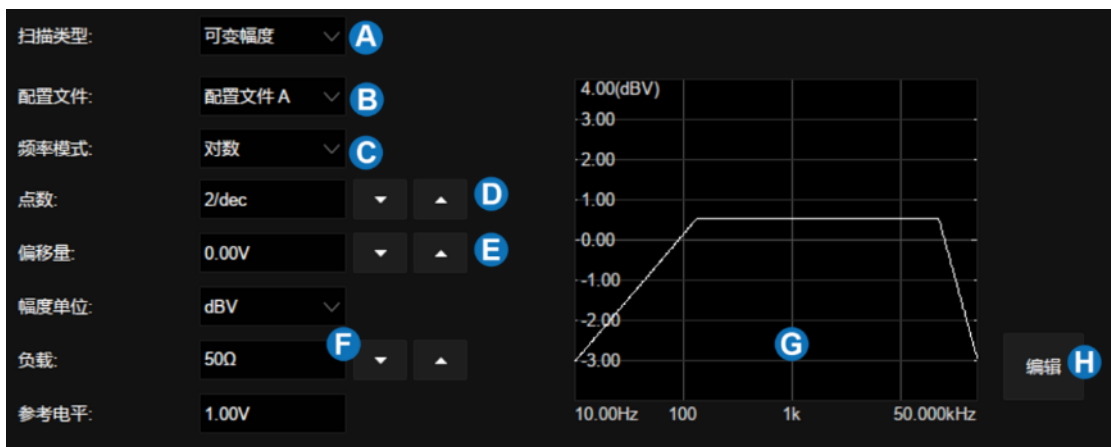 扫描类型: 可变幅度 A
配置文件: 配置文件 A B
频率模式: 对数 C
点数: 2/dec D
偏移量: 0.00V E
幅度单位: dBV
负载: 50Ω F
参考电平: 1.00V
4.00(dBV)
3.00
2.00
1.00
0.00
-1.00
-2.00
-3.00
G
10.00Hz 100 1k 50.000kHz
编辑 H